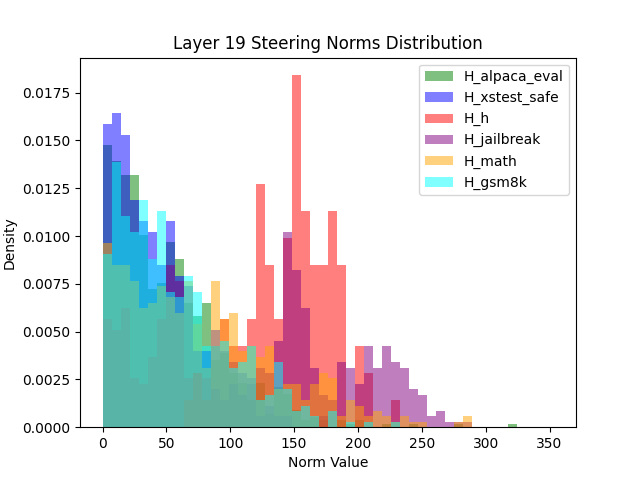 Layer 19 Steering Norms Distribution
H_alpaca_eval
H_xstest_safe
H_h
H_jailbreak
H_math
H_gsm8k
Density
0.0175
0.0150
0.0125
0.0100
0.0075
0.0050
0.0025
0.0000
0 50 100 150 200 250 300 350
Norm Value